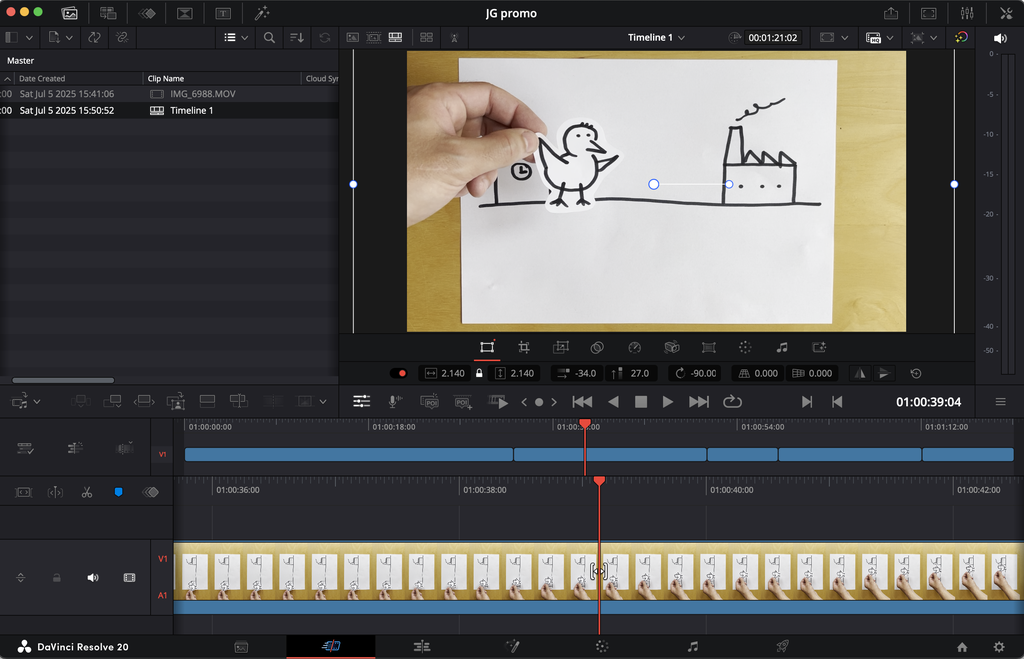 JG promo
Timeline 1
00:01:21:02
HQ
Master
Date Created
Clip Name
Cloud Syn
:00
Sat Jul 5 2025 15:41:06
IMG_6988.MOV
:00
Sat Jul 5 2025 15:50:52
Timeline 1
0
-5
-10
-15
-20
-30
-40
-50
2.140
2.140
-34.0
27.0
-90.00
0.000
0.000
01:00:39:04
V1
01:00:00:00
01:00:18:00
01:00:54:00
01:01:12:00
01:00:36:00
01:00:38:00
01:00:40:00
01:00:42:00
V1
A1
DaVinci Resolve 20